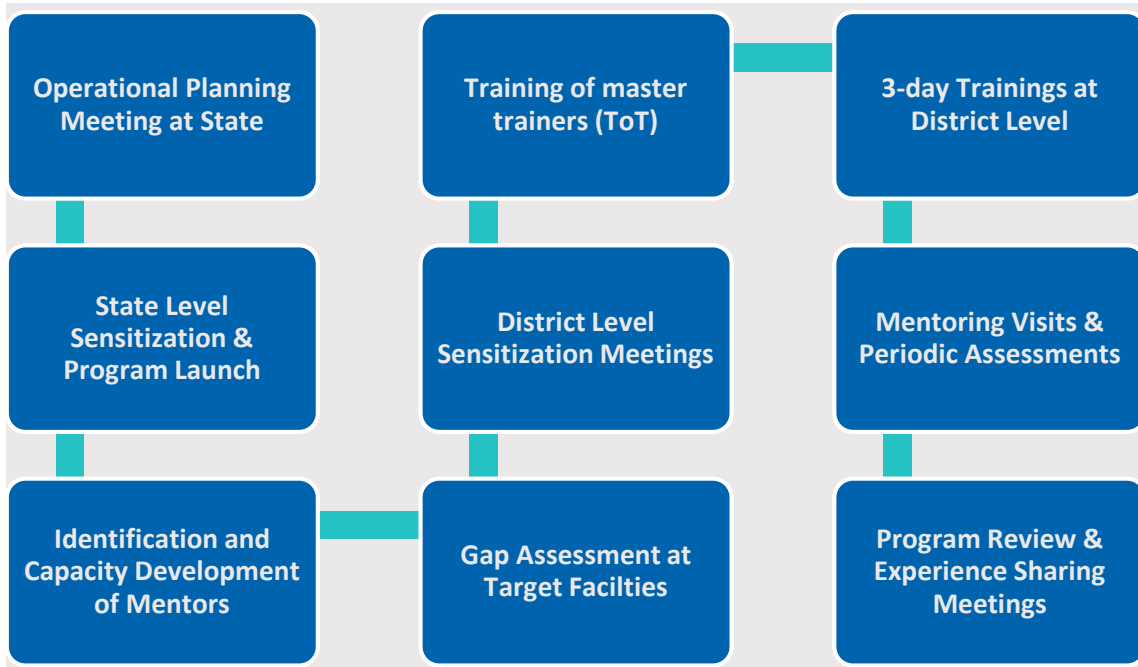 Operational Planning
Meeting at State
State Level
Sensitization &
Program Launch
Identification and
Capacity Development
of Mentors
Gap Assessment at
Target Facilties
District Level
Sensitization Meetings
Training of master
trainers (ToT)
3-day Trainings at
District Level
Mentoring Visits &
Periodic Assessments
Program Review &
Experience Sharing
Meetings